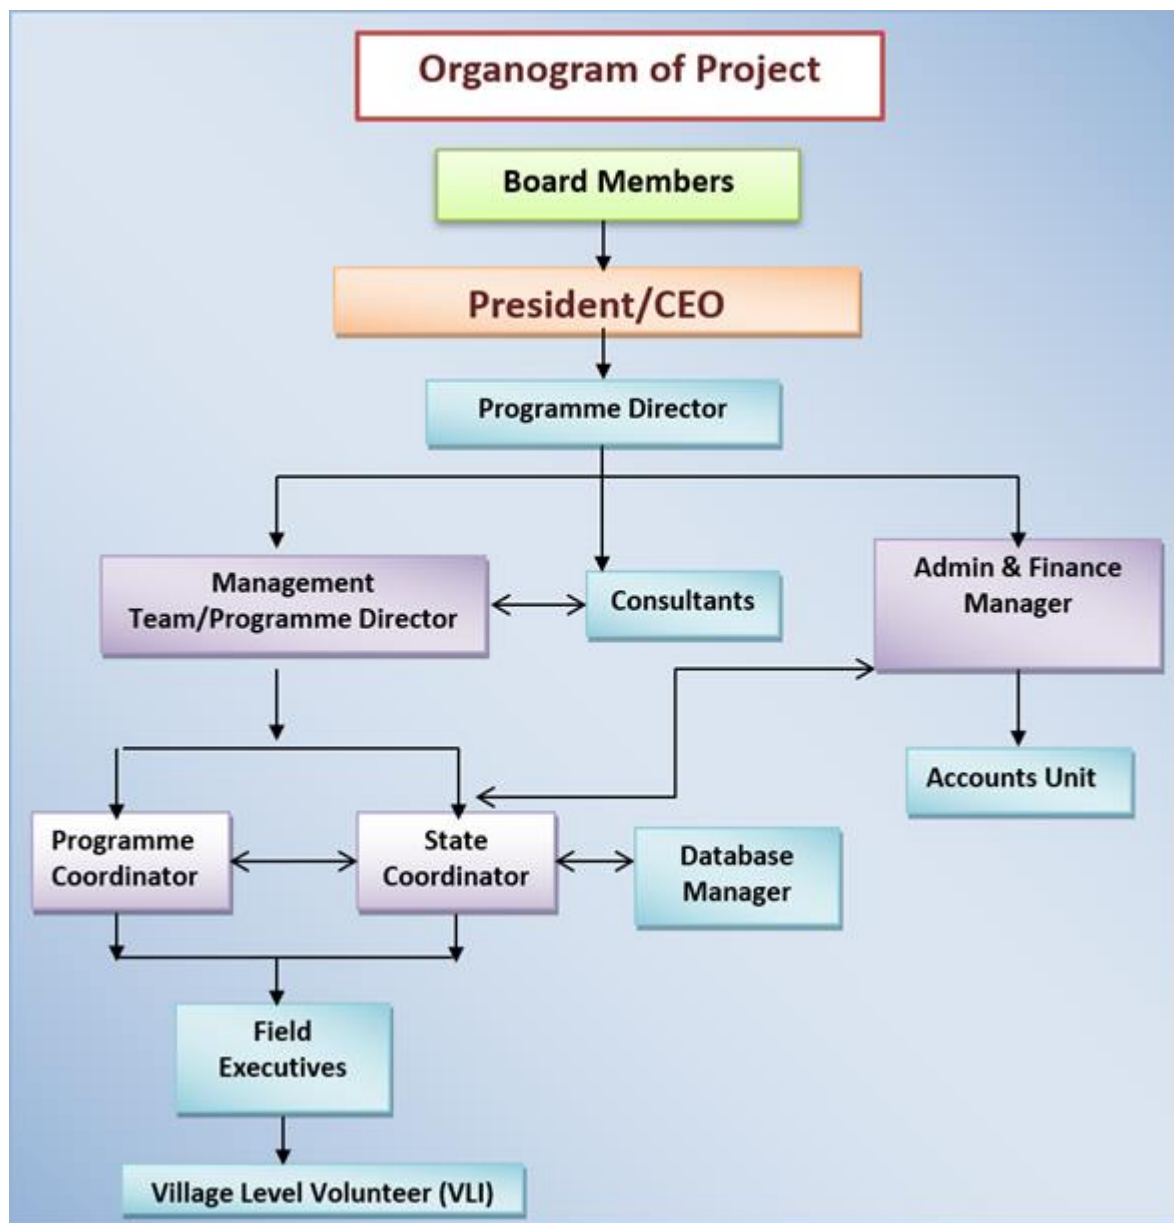 Organogram of Project
Board Members
President/CEO
Programme Director
Management
Team/Programme Director
Consultants
Admin & Finance
Manager
Accounts Unit
Programme
Coordinator
State
Coordinator
Database
Manager
Field
Executives
Village Level Volunteer (VLI)